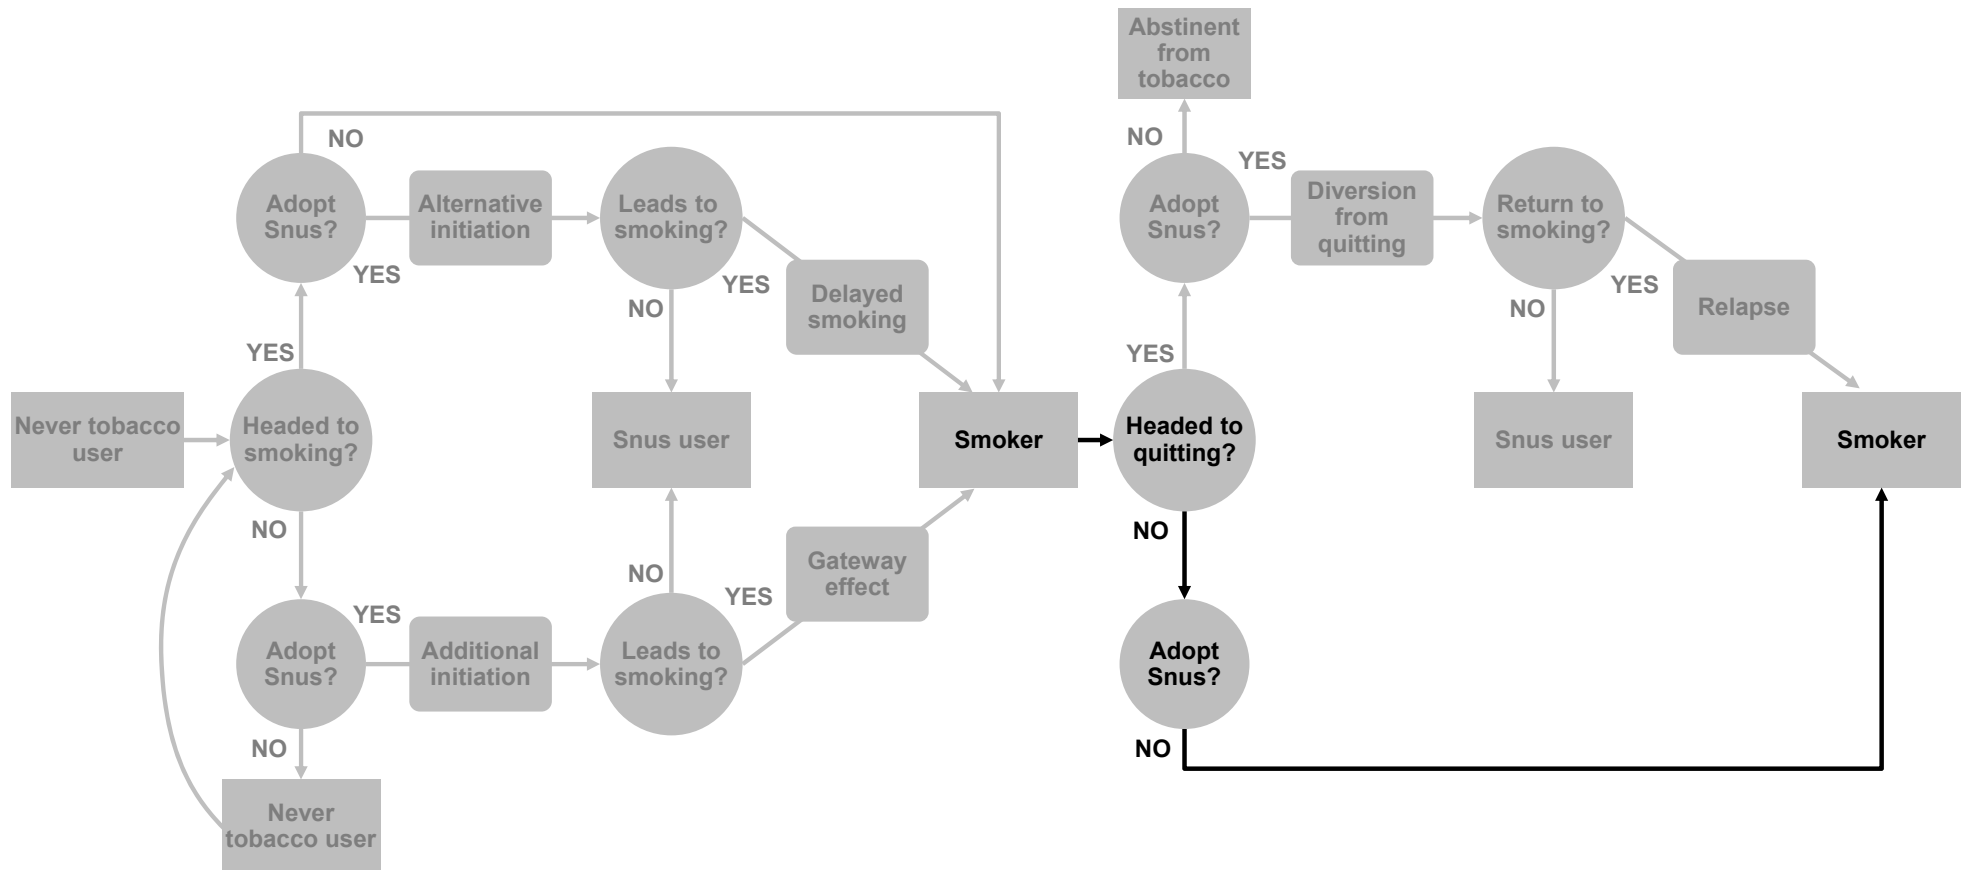 Abstinent
from
tobacco
NO
NO
YES
Adopt
Snus?
Alternative
initiation
Leads to
smoking?
Adopt
Snus?
Diversion
from
quitting
Return to
smoking?
YES
YES
NO
Delayed
smoking
YES
NO
Relapse
YES
YES
Never tobacco
user
Headed to
smoking?
Snus user
Smoker
Headed to
quitting?
Snus user
Smoker
NO
NO
NO
YES
Gateway
effect
YES
Adopt
Snus?
Additional
initiation
Leads to
smoking?
Adopt
Snus?
NO
NO
Never
tobacco user